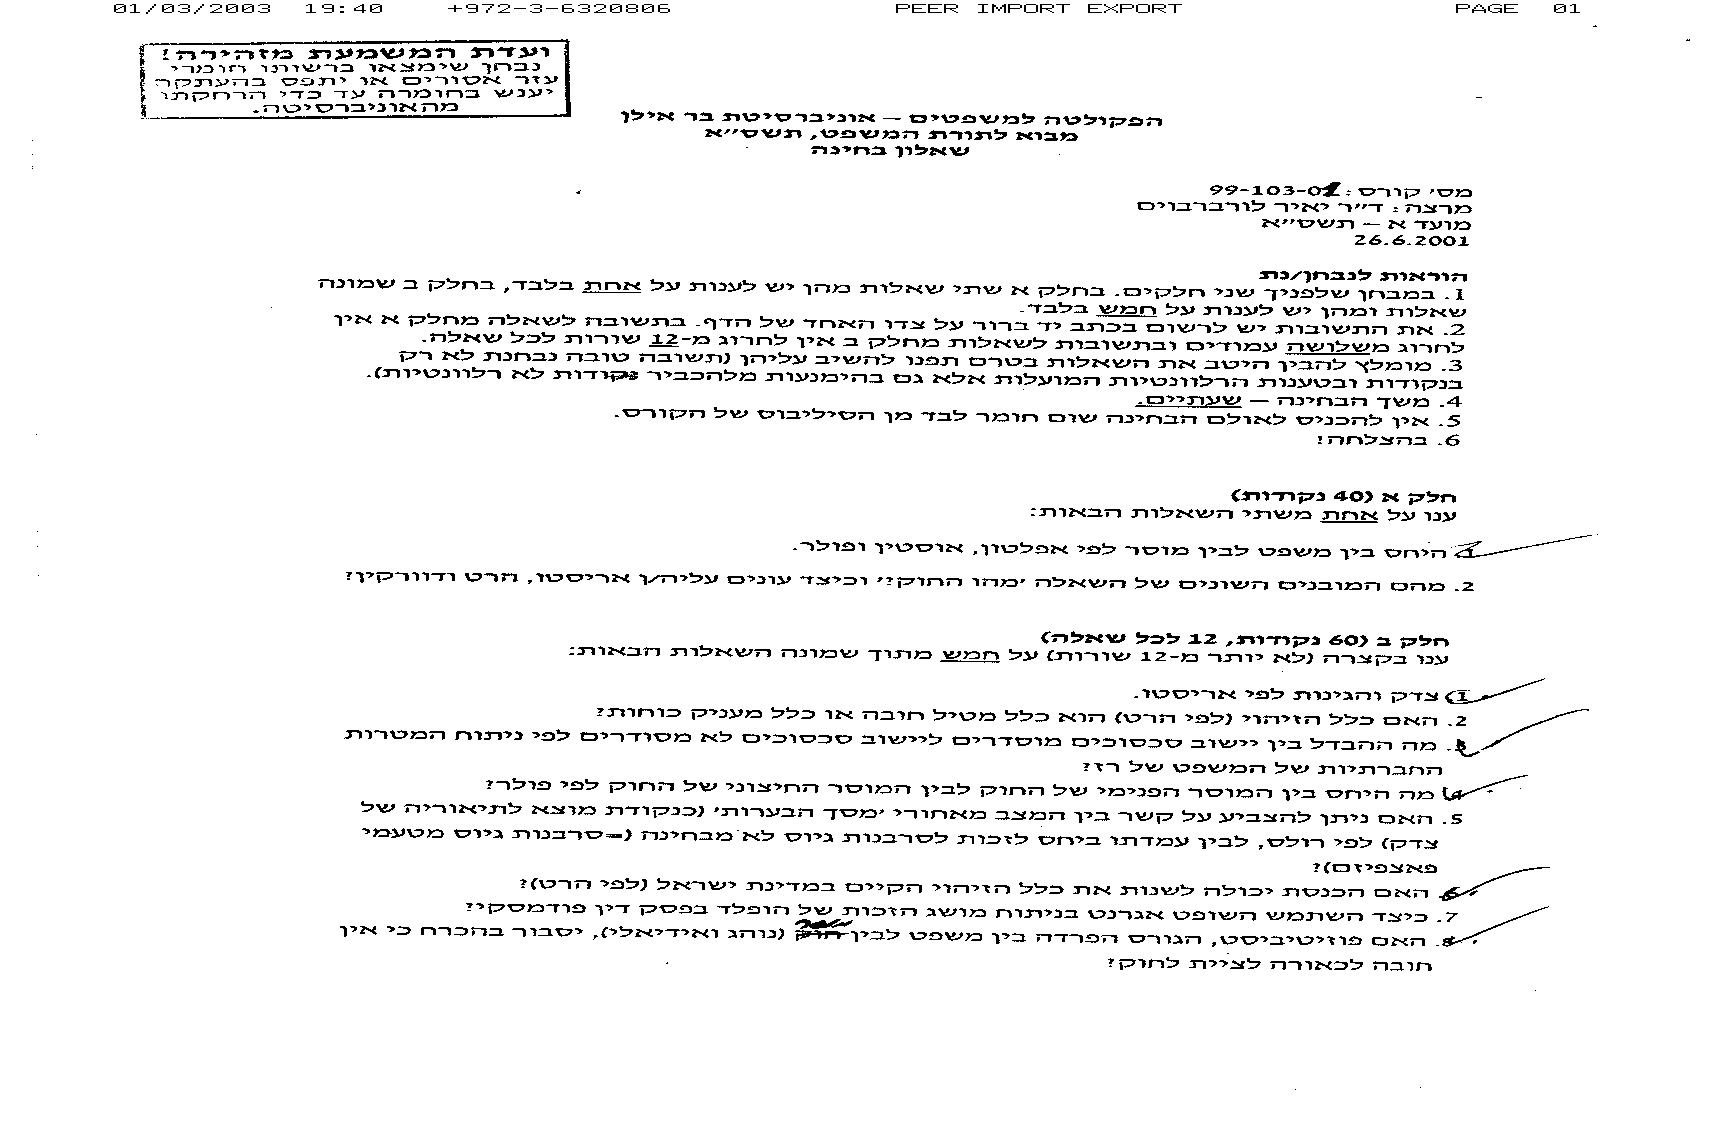 01/03/2003 19:40 +972-3-6320806 PEER IMPORT EXPORT PAGE 01
ועדת המשמעת מזהירה!
נבחן שימצאו ברשותו חומרי
עזר אסורים או יתפס בהעתקה
יענש בחומרה עד כדי הרחקתו
מהאוניברסיטה.
הפקולטה למשפטים – אוניברסיטת בר אילן
מבוא לתורת המשפט, תשס״א
שאלון בחינה
מס׳ קורס: 99-103-01
מרצה: ד״ר יאיר לורברבוים
מועד א – תשס״א
26.6.2001
הוראות לנבחן/נת
1. במבחן שלפניך שני חלקים. בחלק א שתי שאלות מהן יש לענות על אחת בלבד, בחלק ב שמונה
שאלות ומהן יש לענות על חמש בלבד.
2. את התשובות יש לרשום בכתב יד ברור על צדו האחד של הדף. בתשובה לשאלה מחלק א אין
לחרוג משלושה עמודים ובתשובות לשאלות מחלק ב אין לחרוג מ-12 שורות לכל שאלה.
3. מומלץ להבין היטב את השאלות בטרם תפנו להשיב עליהן (תשובה טובה נבחנת לא רק
בנקודות ובטענות הרלוונטיות המועלות אלא גם בהימנעות מלהכביר נקודות לא רלוונטיות).
4. משך הבחינה – שעתיים.
5. אין להכניס לאולם הבחינה שום חומר לבד מן הסיליבוס של הקורס.
6. בהצלחה!
חלק א (40 נקודות)
ענו על אחת משתי השאלות הבאות:
1. היחס בין משפט לבין מוסר לפי אפלטון, אוסטין ופולר.
2. מהם המובנים השונים של השאלה ׳מהו החוק?׳ וכיצד עונים עליה/ן אריסטו, הרט ודוורקין?
חלק ב (60 נקודות, 12 לכל שאלה)
ענו בקצרה (לא יותר מ-12 שורות) על חמש מתוך שמונה השאלות הבאות:
1. צדק והגינות לפי אריסטו.
2. האם כלל הזיהוי (לפי הרט) הוא כלל מטיל חובה או כלל מעניק כוחות?
3. מה ההבדל בין יישוב סכסוכים מוסדרים ליישוב סכסוכים לא מסודרים לפי ניתוח המטרות
החברתיות של המשפט של רז?
4. מה היחס בין המוסר הפנימי של החוק לבין המוסר החיצוני של החוק לפי פולר?
5. האם ניתן להצביע על קשר בין המצב מאחורי ׳מסך הבערות׳ (כנקודת מוצא לתיאוריה של
צדק) לפי רולס, לבין עמדתו ביחס לזכות לסרבנות גיוס לא מבחינה (=סרבנות גיוס מטעמי
פאצפיזם)?
6. האם הכנסת יכולה לשנות את כלל הזיהוי הקיים במדינת ישראל (לפי הרט)?
7. כיצד השתמש השופט אגרנט בניתוח מושג הזכות של הופלד בפסק דין פודמסקי?
8. האם פוזיטיביסט, הגורס הפרדה בין משפט לבין חוק (נוהג ואידיאלי), יסבור בהכרח כי אין
חובה לכאורה לציית לחוק?